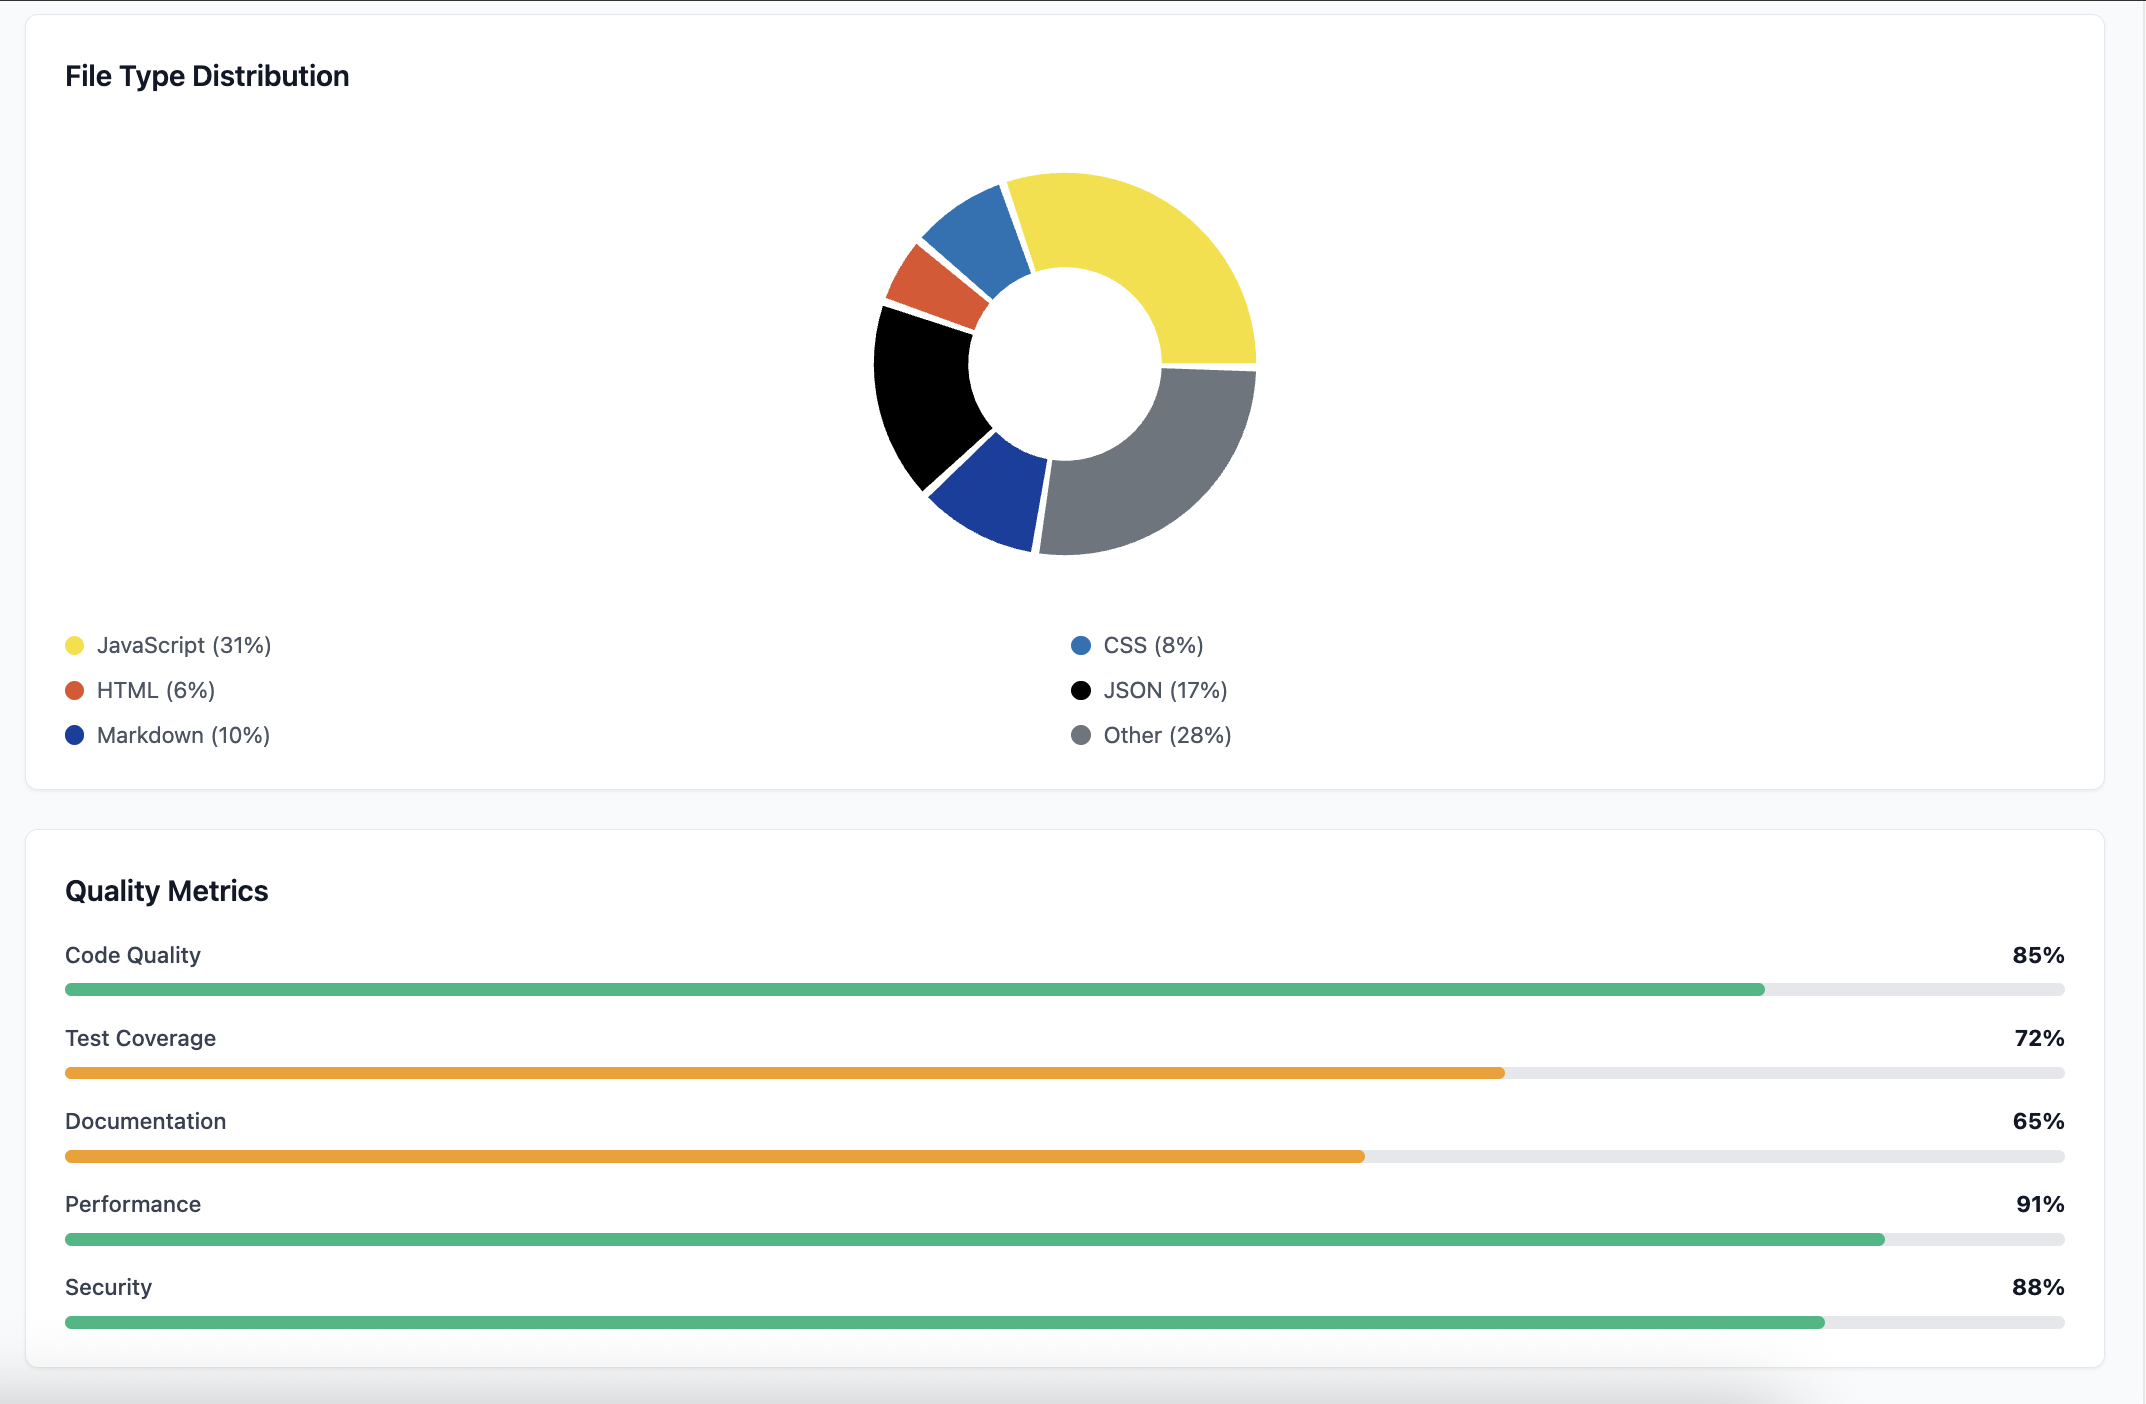 File Type Distribution
JavaScript (31%)
CSS (8%)
HTML (6%)
JSON (17%)
Markdown (10%)
Other (28%)
Quality Metrics
Code Quality 85%
Test Coverage 72%
Documentation 65%
Performance 91%
Security 88%